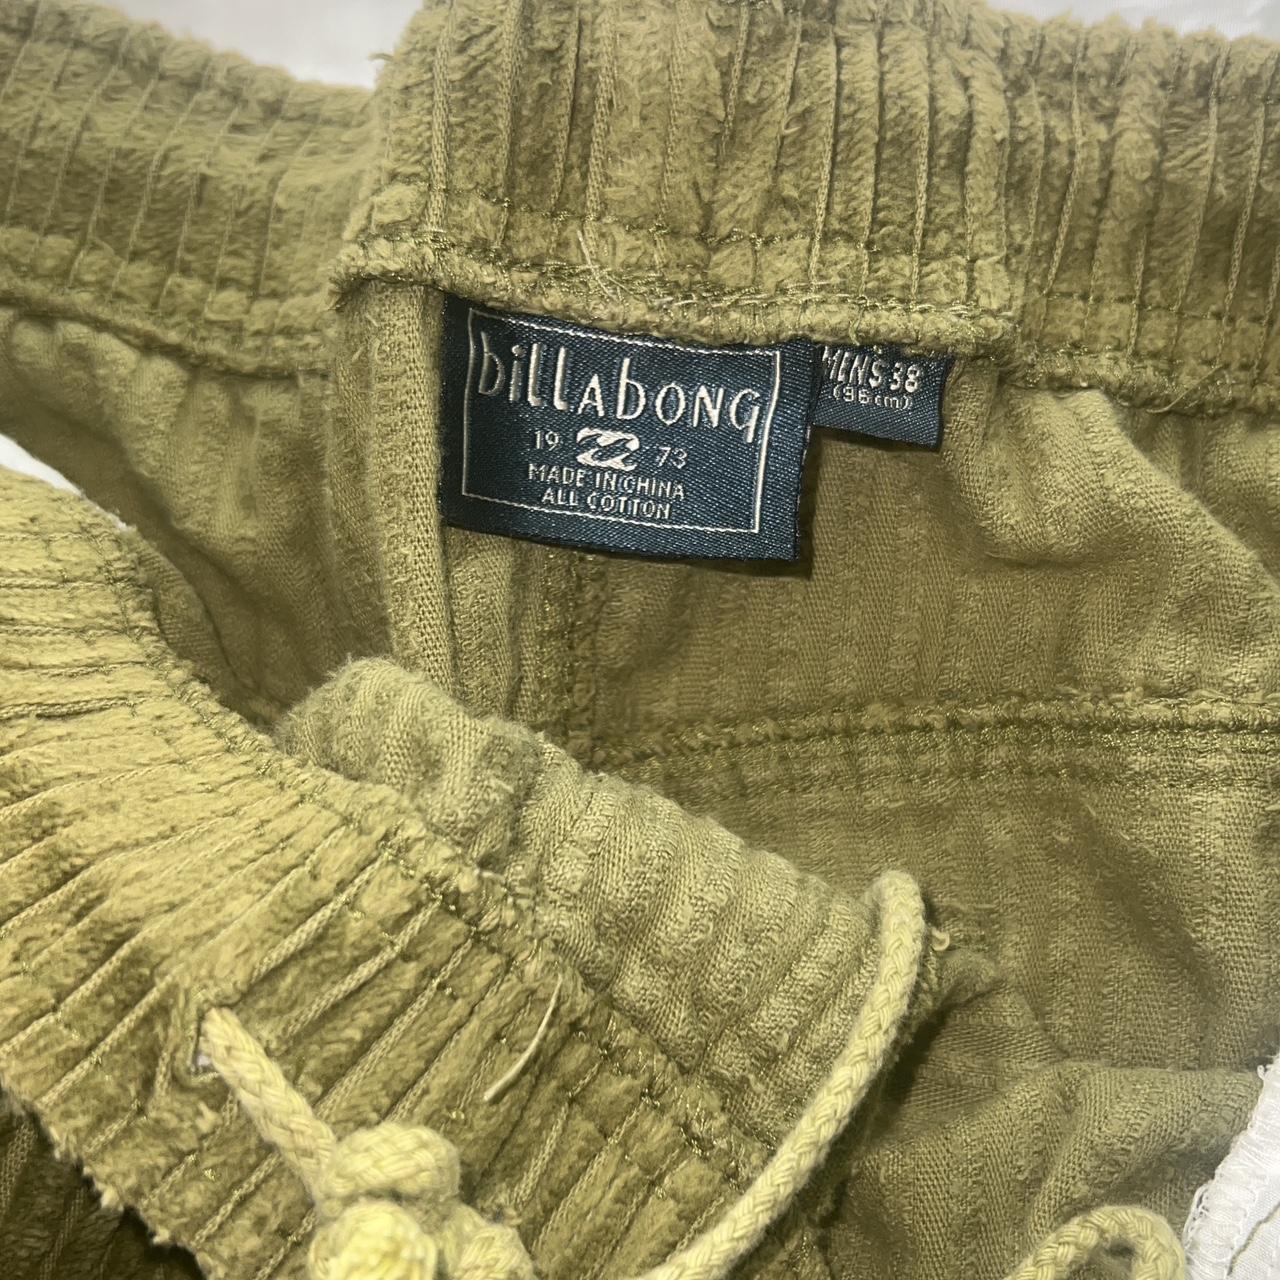 billabong
19 73
MADE IN CHINA
ALL COTTON
MENS 38
(96cm)